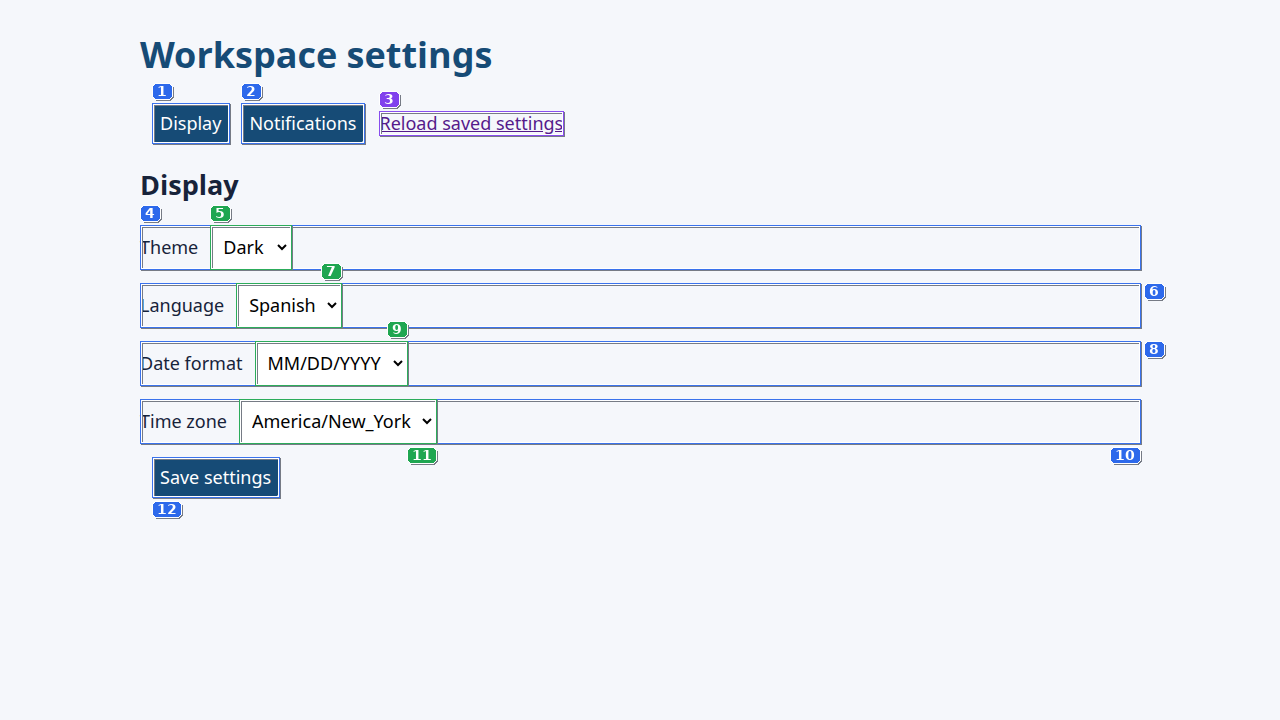 Workspace settings
1 2 3
Display Notifications Reload saved settings
Display
4 5
Theme Dark
7
Language Spanish 6
9
Date format MM/DD/YYYY 8
Time zone America/New_York
11 10
Save settings
12